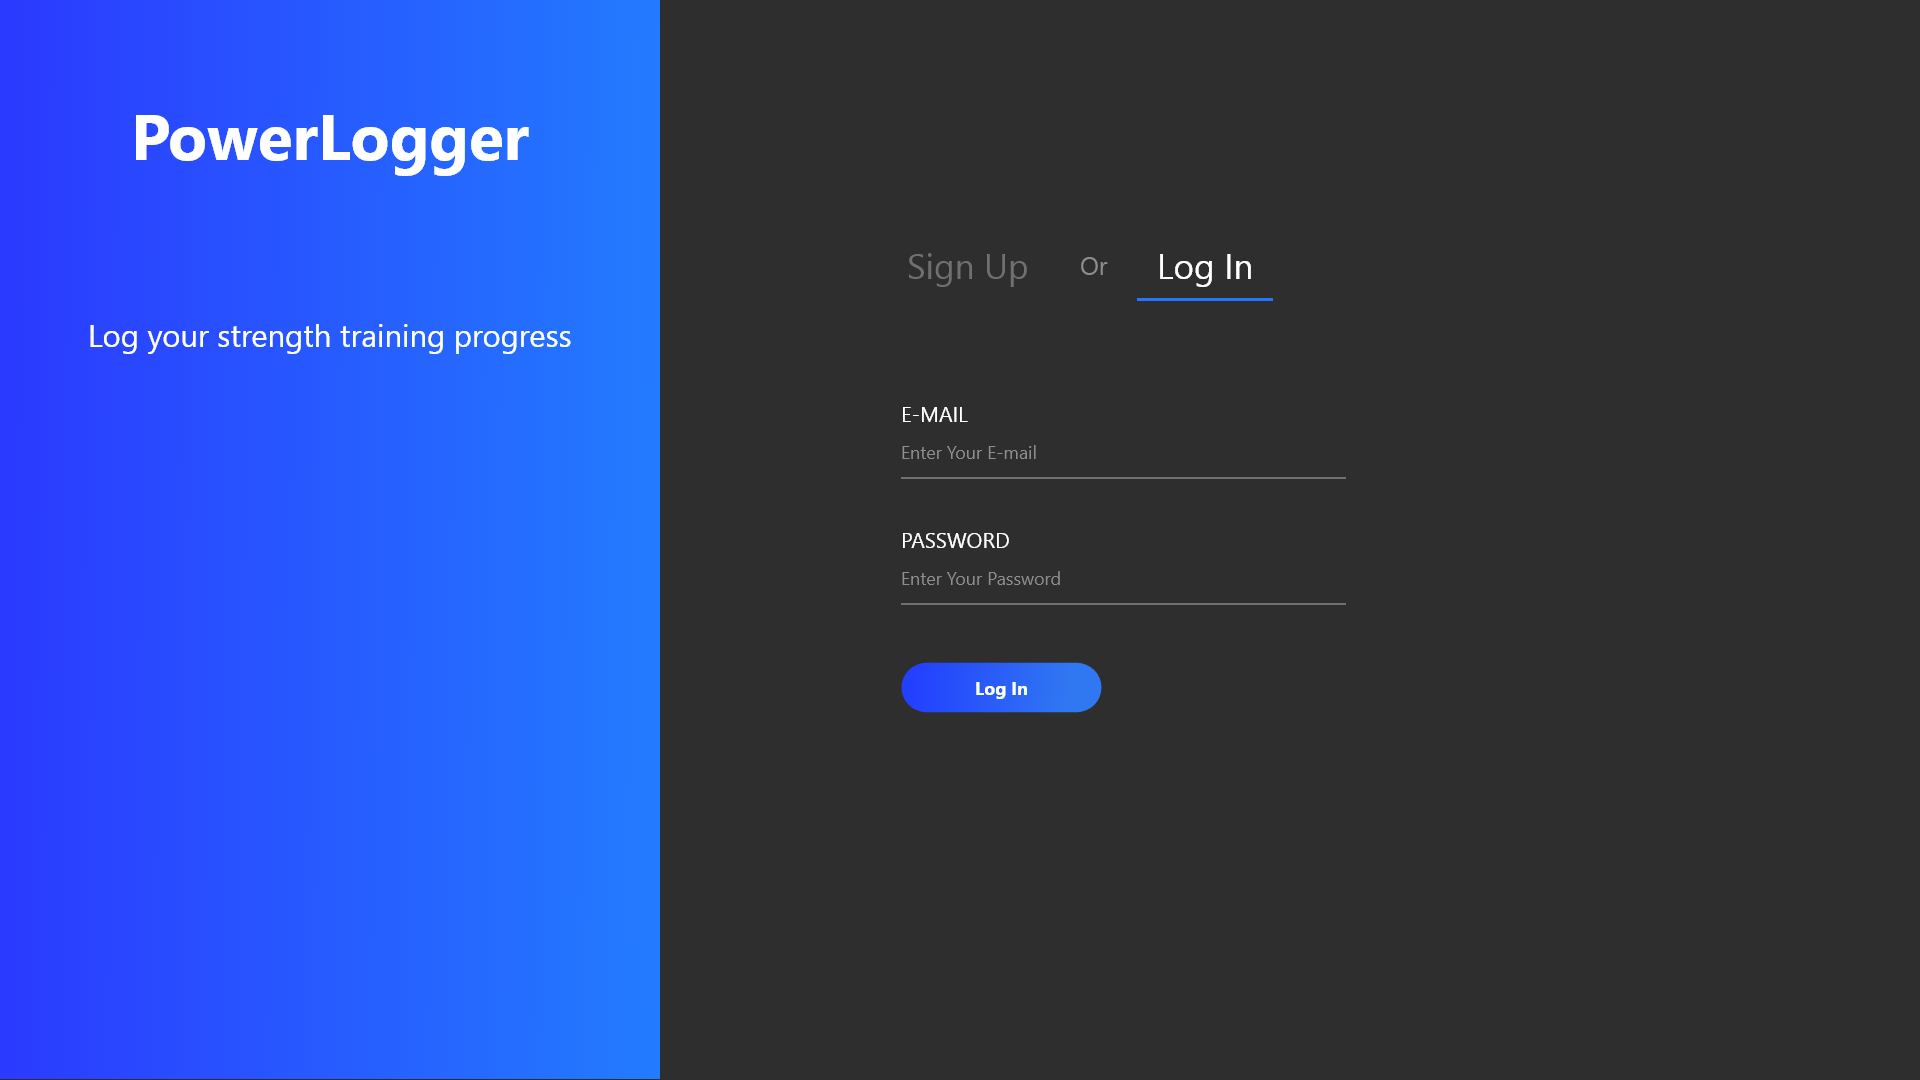 PowerLogger
Log your strength training progress
Sign Up Or Log In
E-MAIL
Enter Your E-mail
PASSWORD
Enter Your Password
Log In